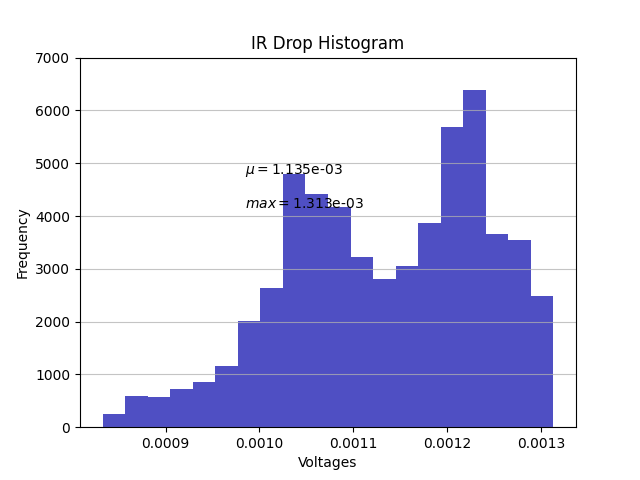 IR Drop Histogram
7000
6000
5000
4000
3000
2000
1000
0
Frequency
μ = 1.135e-03
max = 1.313e-03
0.0009 0.0010 0.0011 0.0012 0.0013
Voltages